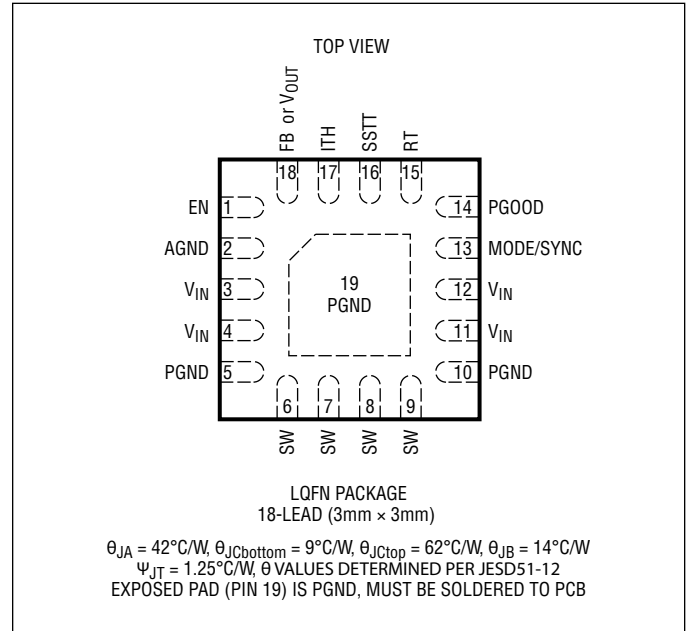 TOP VIEW
FB or VOUT
ITH
SSTT
RT
18 17 16 15
EN 1
14 PGOOD
AGND 2
13 MODE/SYNC
VIN 3
19
PGND
12 VIN
VIN 4
11 VIN
PGND 5
10 PGND
6 7 8 9
SW SW SW SW
LQFN PACKAGE
18-LEAD (3mm × 3mm)
θJA = 42°C/W, θJCbottom = 9°C/W, θJCtop = 62°C/W, θJB = 14°C/W
ΨJT = 1.25°C/W, θ VALUES DETERMINED PER JESD51-12
EXPOSED PAD (PIN 19) IS PGND, MUST BE SOLDERED TO PCB